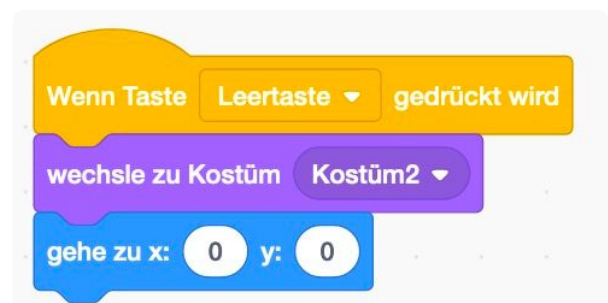 Wenn Taste Leertaste gedrückt wird
wechsle zu Kostüm Kostüm2
gehe zu x: 0 y: 0